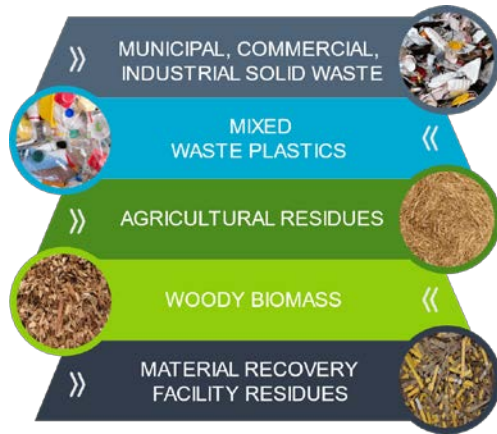 MUNICIPAL, COMMERCIAL,
INDUSTRIAL SOLID WASTE
MIXED
WASTE PLASTICS
AGRICULTURAL RESIDUES
WOODY BIOMASS
MATERIAL RECOVERY
FACILITY RESIDUES